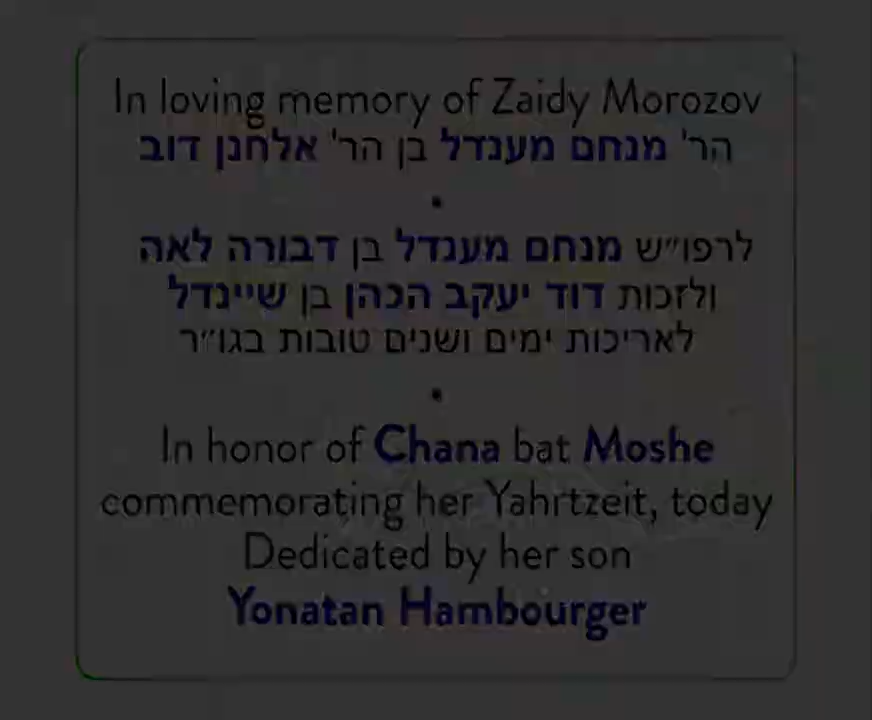 In loving memory of Zaidy Morozov
הר' מנחם מענדל בן הר' אלחנן דוב
•
לרפו״ש מנחם מענדל בן דבורה לאה
ולזכות דוד יעקב הכהן בן שיינדל
לאריכות ימים ושנים טובות בגו״ר
•
In honor of Chana bat Moshe
commemorating her Yahrtzeit, today
Dedicated by her son
Yonatan Hambourger